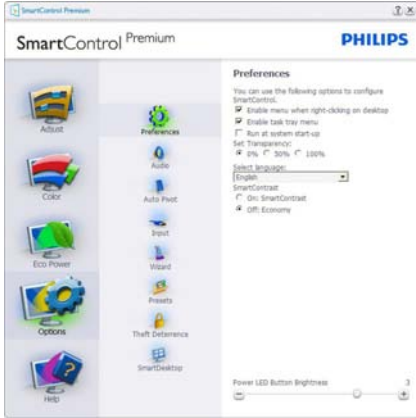 SmartControl Premium
SmartControl Premium
PHILIPS
Adjust
Color
Eco Power
Options
Help
Preferences
Audio
Auto Pivot
Input
Wizard
Presets
Theft Deterrence
SmartDesktop
Preferences
You can use the following options to configure
SmartControl.
Enable menu when right-clicking on desktop
Enable task tray menu
Run at system start-up
Set Transparency:
0% 50% 100%
Select language:
English
SmartContrast
On: SmartContrast
Off: Economy
Power LED Button Brightness 3